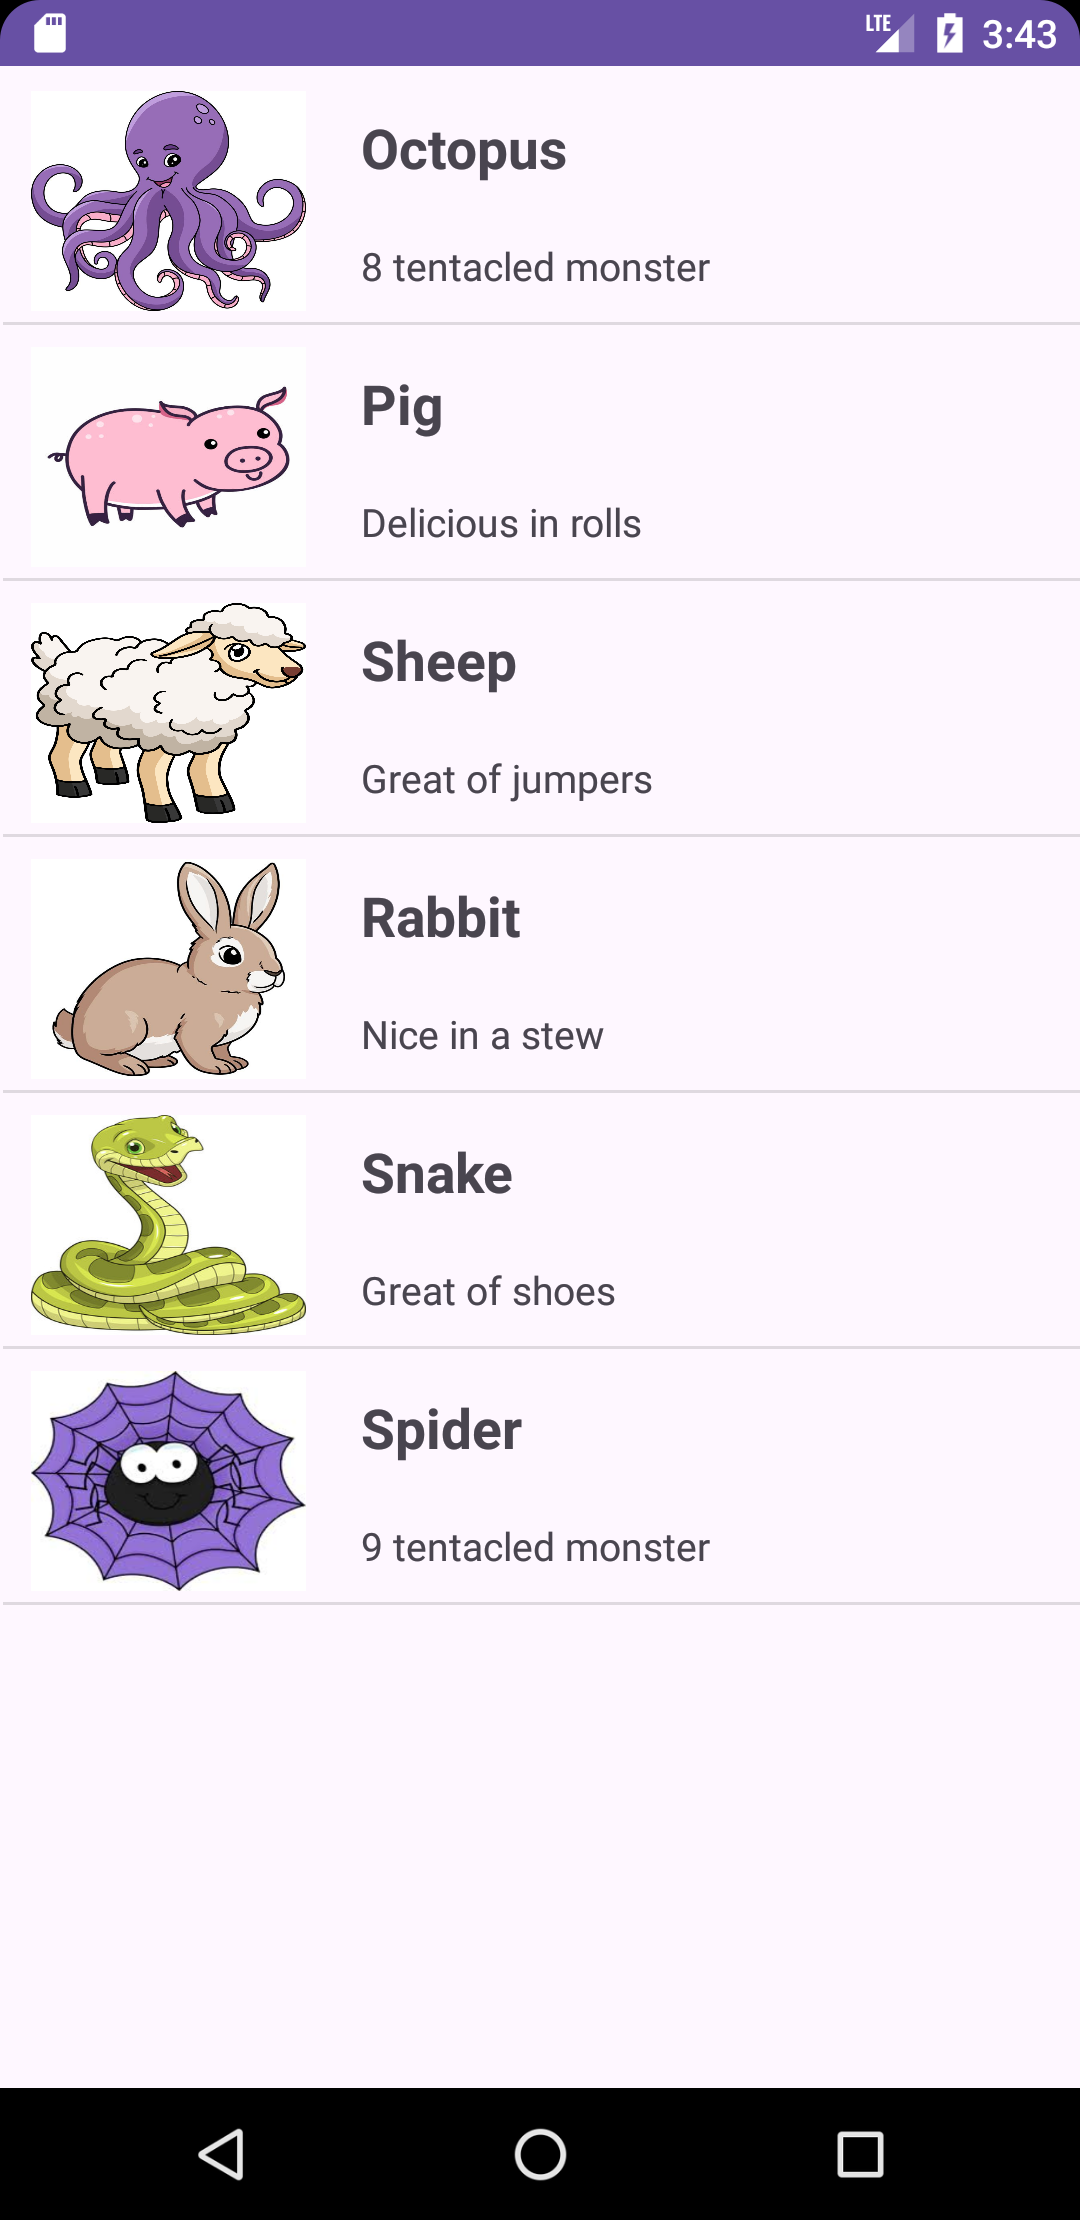 LTE 3:43
Octopus
8 tentacled monster
Pig
Delicious in rolls
Sheep
Great of jumpers
Rabbit
Nice in a stew
Snake
Great of shoes
Spider
9 tentacled monster